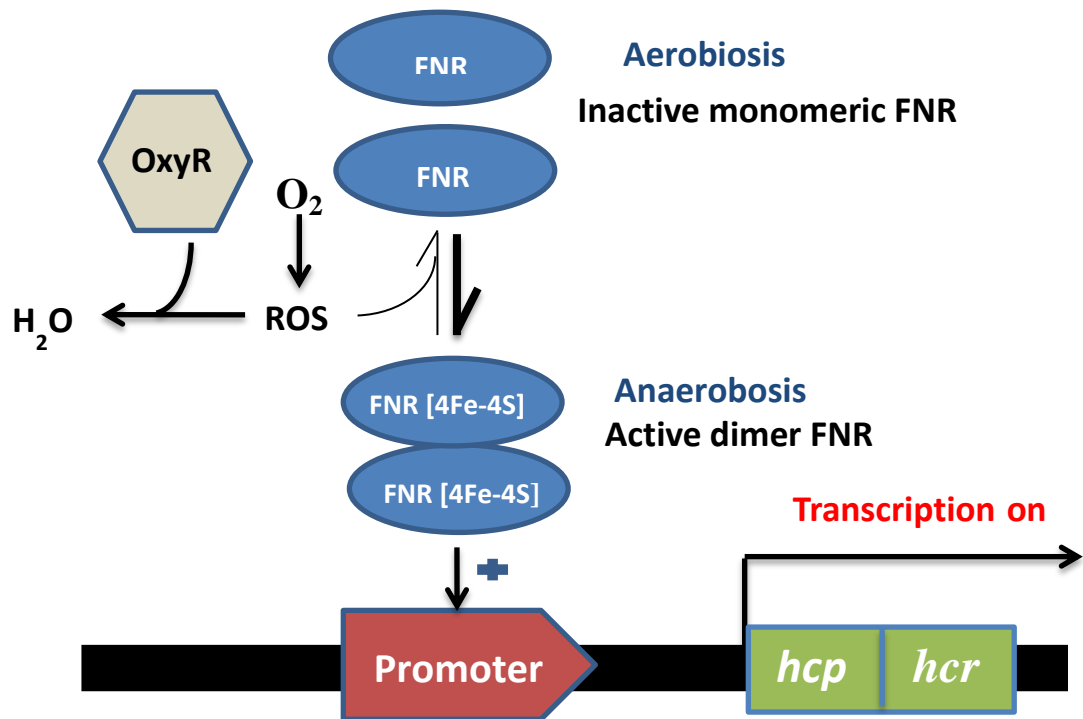 FNR
Aerobiosis
Inactive monomeric FNR
OxyR
FNR
O₂
H₂O
ROS
FNR [4Fe-4S]
Anaerobosis
Active dimer FNR
FNR [4Fe-4S]
Transcription on
Promoter
hcp
hcr